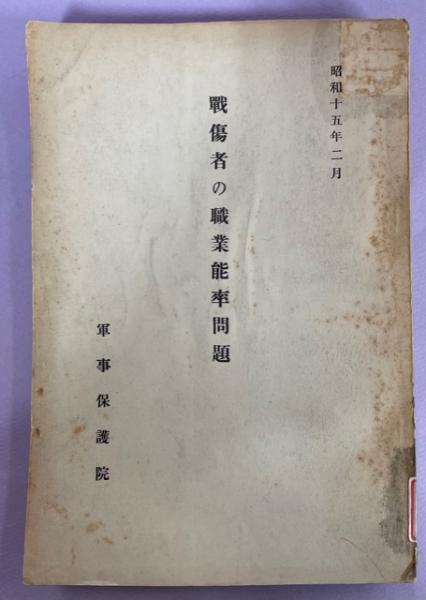 昭和十五年二月
戰傷者の職業能率問題
軍事保護院